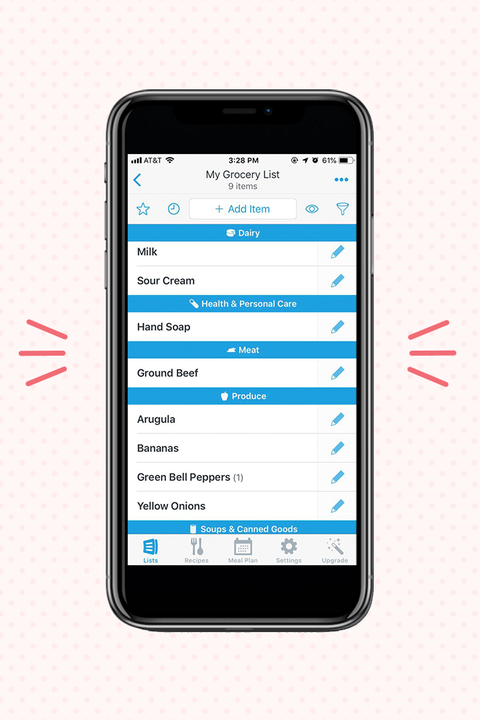 AT&T 3:28 PM 61%
My Grocery List
9 items
+ Add Item
Dairy
Milk
Sour Cream
Health & Personal Care
Hand Soap
Meat
Ground Beef
Produce
Arugula
Bananas
Green Bell Peppers (1)
Yellow Onions
Soups & Canned Goods
Lists Recipes Meal Plan Settings Upgrade